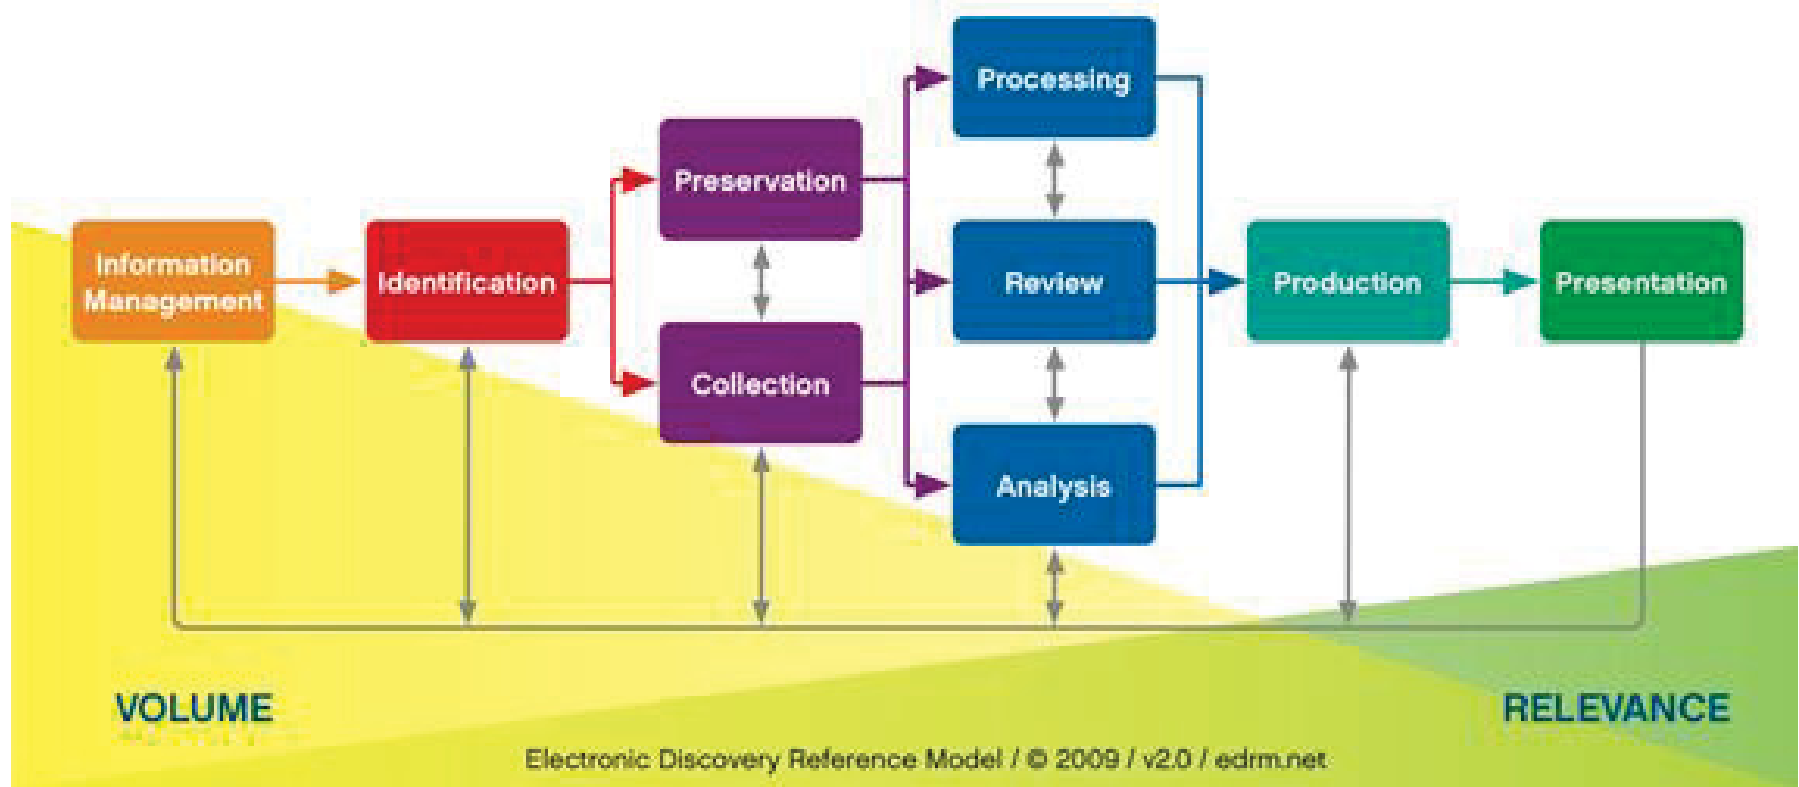 Processing
Preservation
Information
Management
Identification
Review
Production
Presentation
Collection
Analysis
VOLUME
RELEVANCE
Electronic Discovery Reference Model / © 2009 / v2.0 / edrm.net